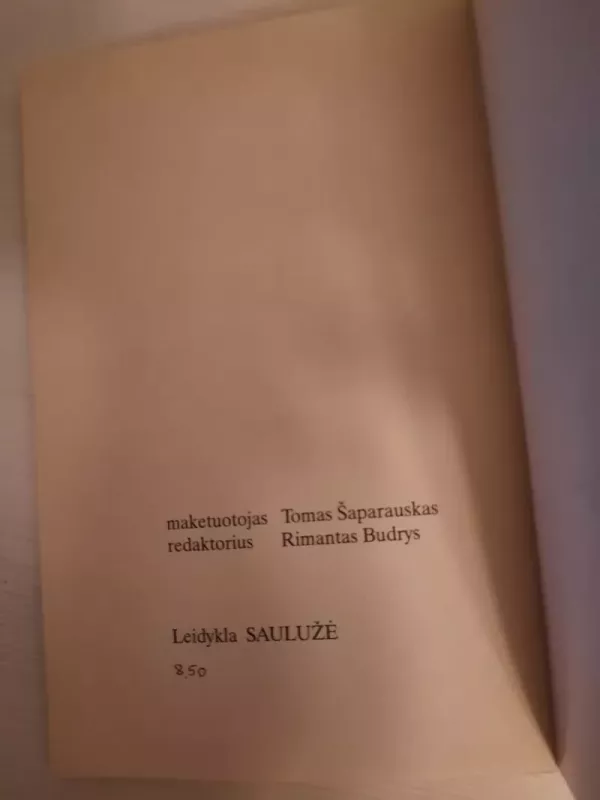 maketuotojas Tomas Šaparauskas
redaktorius Rimantas Budrys
Leidykla SAULUŽĖ
8,50